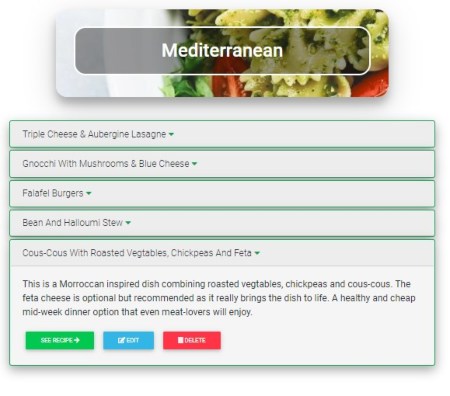 Mediterranean
Triple Cheese & Aubergine Lasagne
Gnocchi With Mushrooms & Blue Cheese
Falafel Burgers
Bean And Halloumi Stew
Cous-Cous With Roasted Vegtables, Chickpeas And Feta
This is a Morroccan inspired dish combining roasted vegtables, chickpeas and cous-cous. The
feta cheese is optional but recommended as it really brings the dish to life. A healthy and cheap
mid-week dinner option that even meat-lovers will enjoy.
SEE RECIPE EDIT DELETE